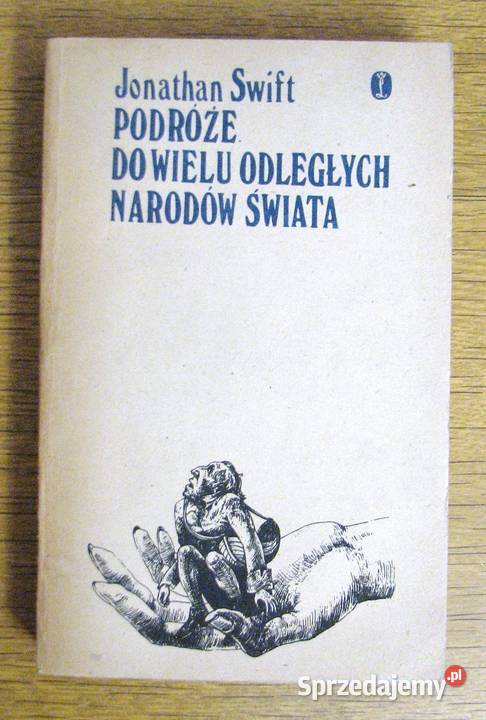 Jonathan Swift
PODRÓŻE
DO WIELU ODLEGŁYCH
NARODÓW ŚWIATA
Sprzedajemy.pl